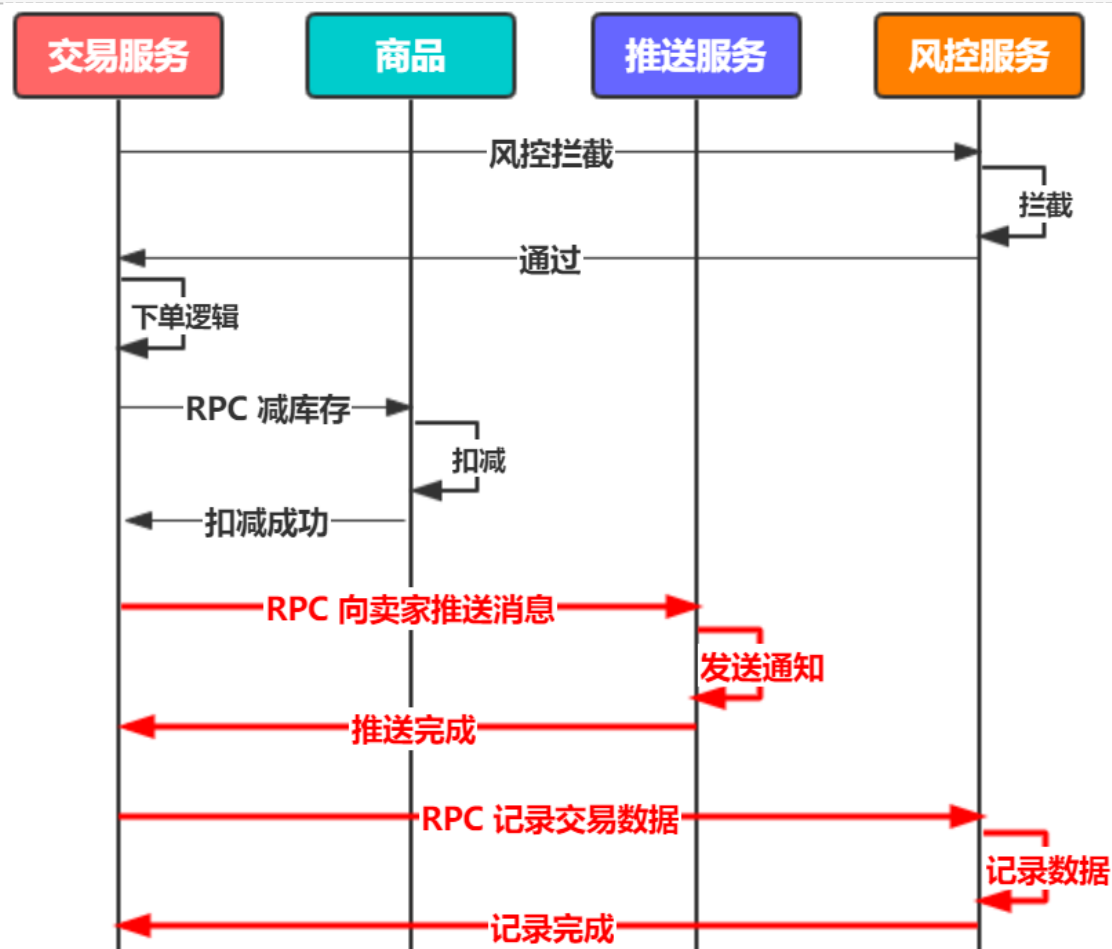 交易服务
商品
推送服务
风控服务
风控拦截
拦截
通过
下单逻辑
RPC 减库存
扣减
扣减成功
RPC 向卖家推送消息
发送通知
推送完成
RPC 记录交易数据
记录数据
记录完成